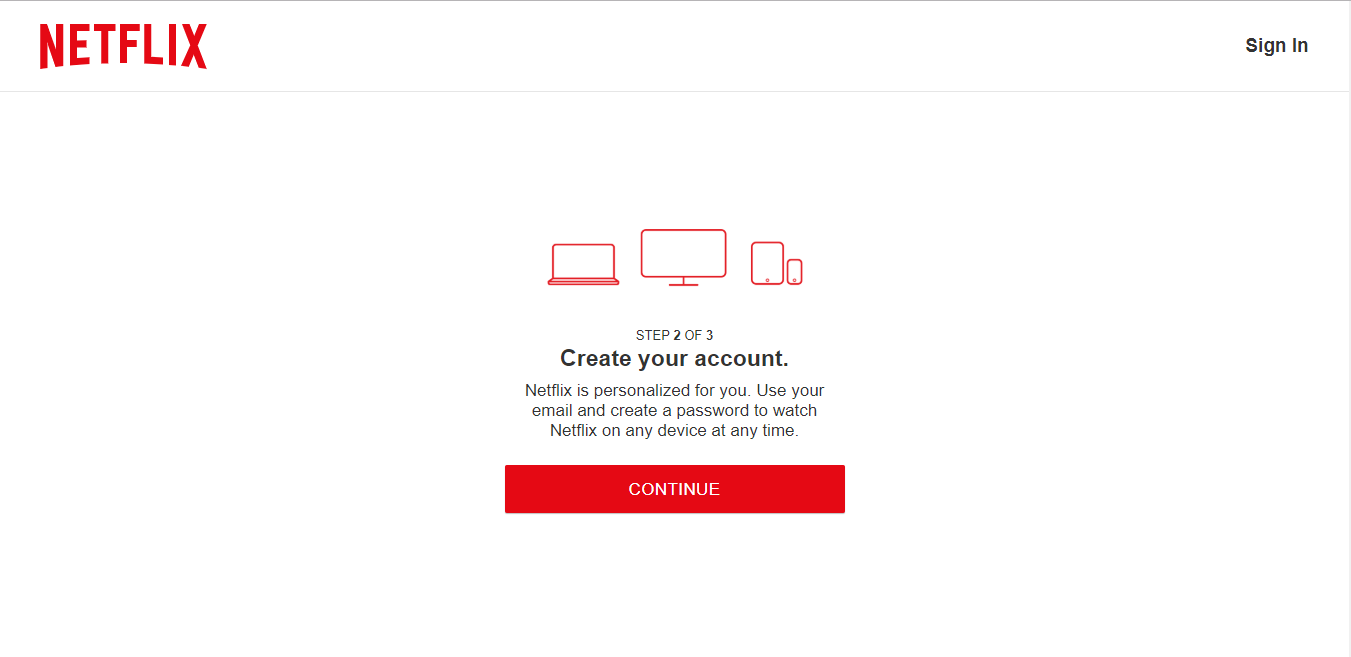 NETFLIX
Sign In
STEP 2 OF 3
Create your account.
Netflix is personalized for you. Use your
email and create a password to watch
Netflix on any device at any time.
CONTINUE